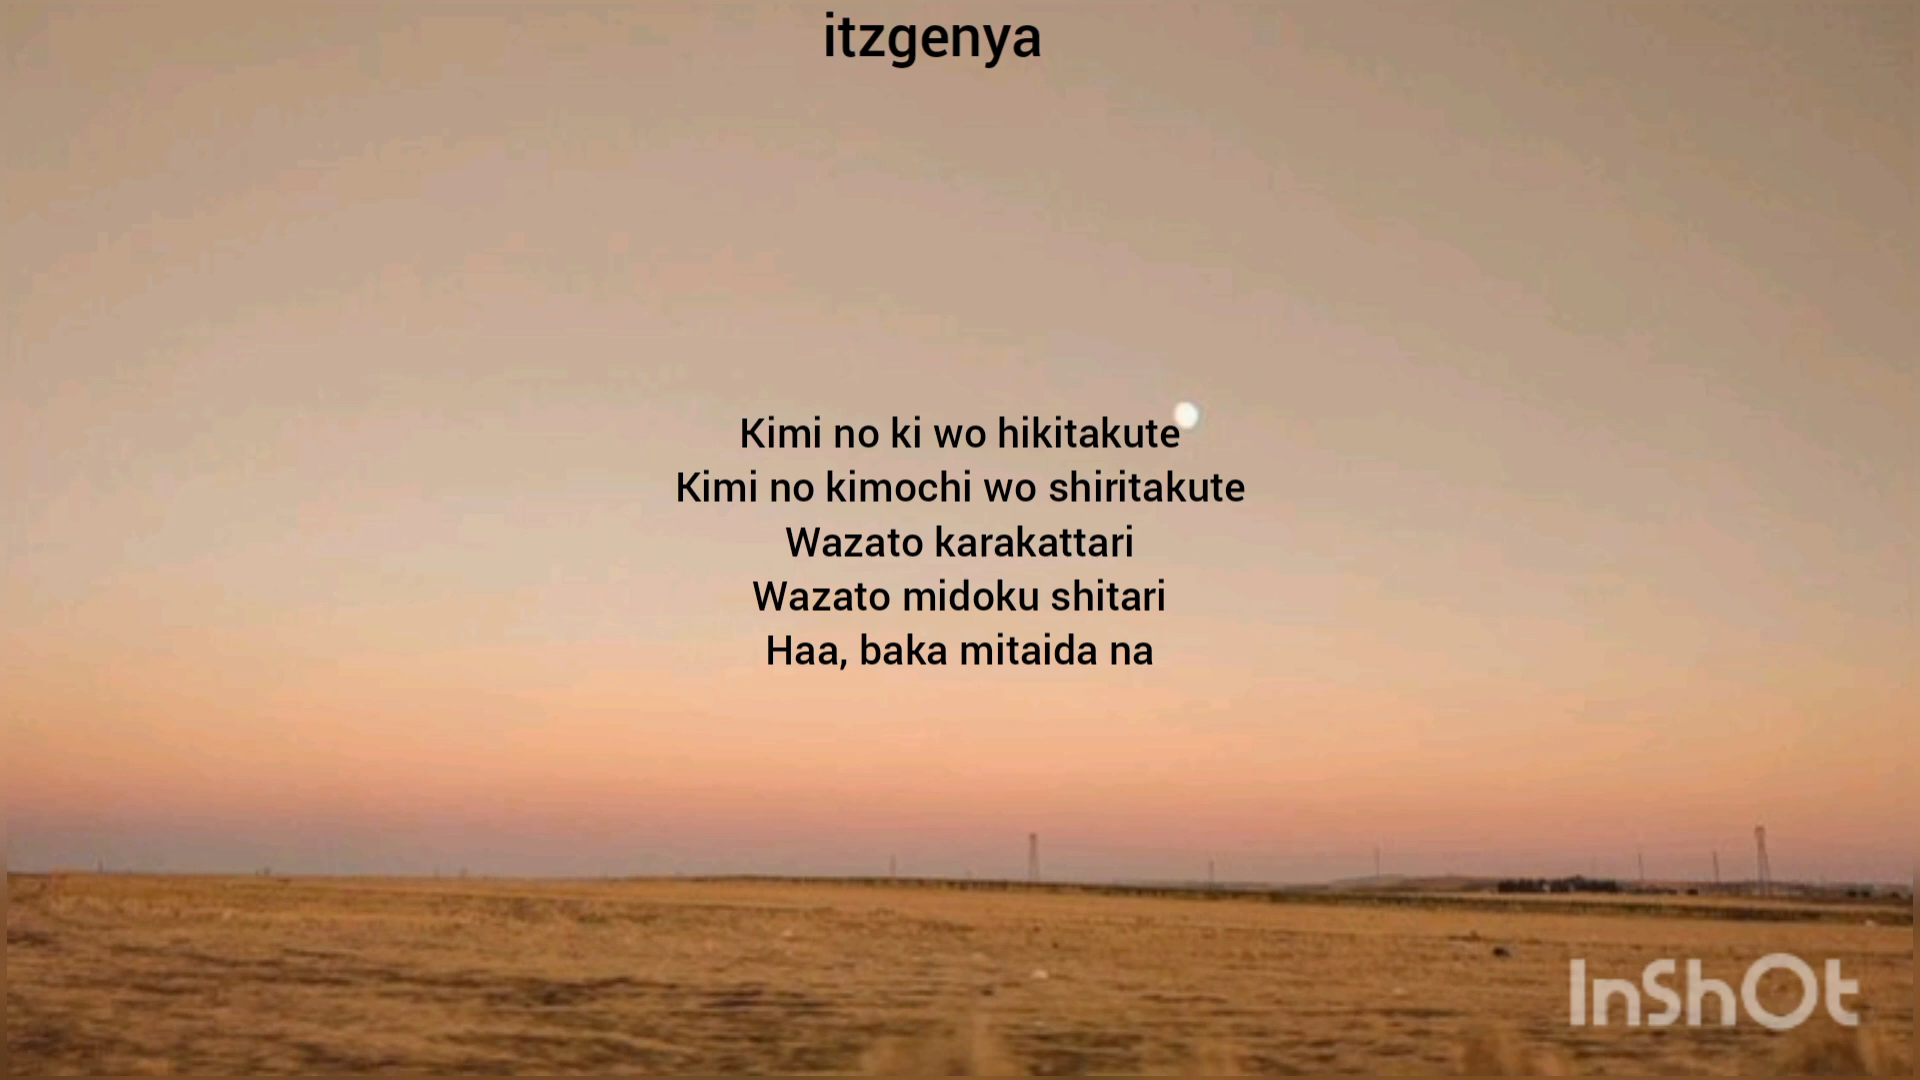 itzgenya
Kimi no ki wo hikitakute
Kimi no kimochi wo shiritakute
Wazato karakattari
Wazato midoku shitari
Haa, baka mitaida na
InShOt